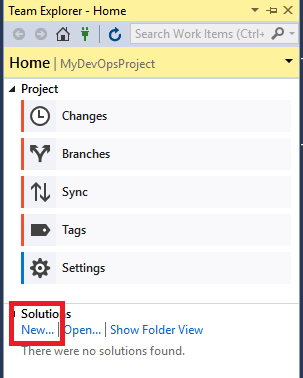 Team Explorer - Home
Search Work Items (Ctrl+
Home | MyDevOpsProject
Project
Changes
Branches
Sync
Tags
Settings
Solutions
New... | Open... | Show Folder View
There were no solutions found.